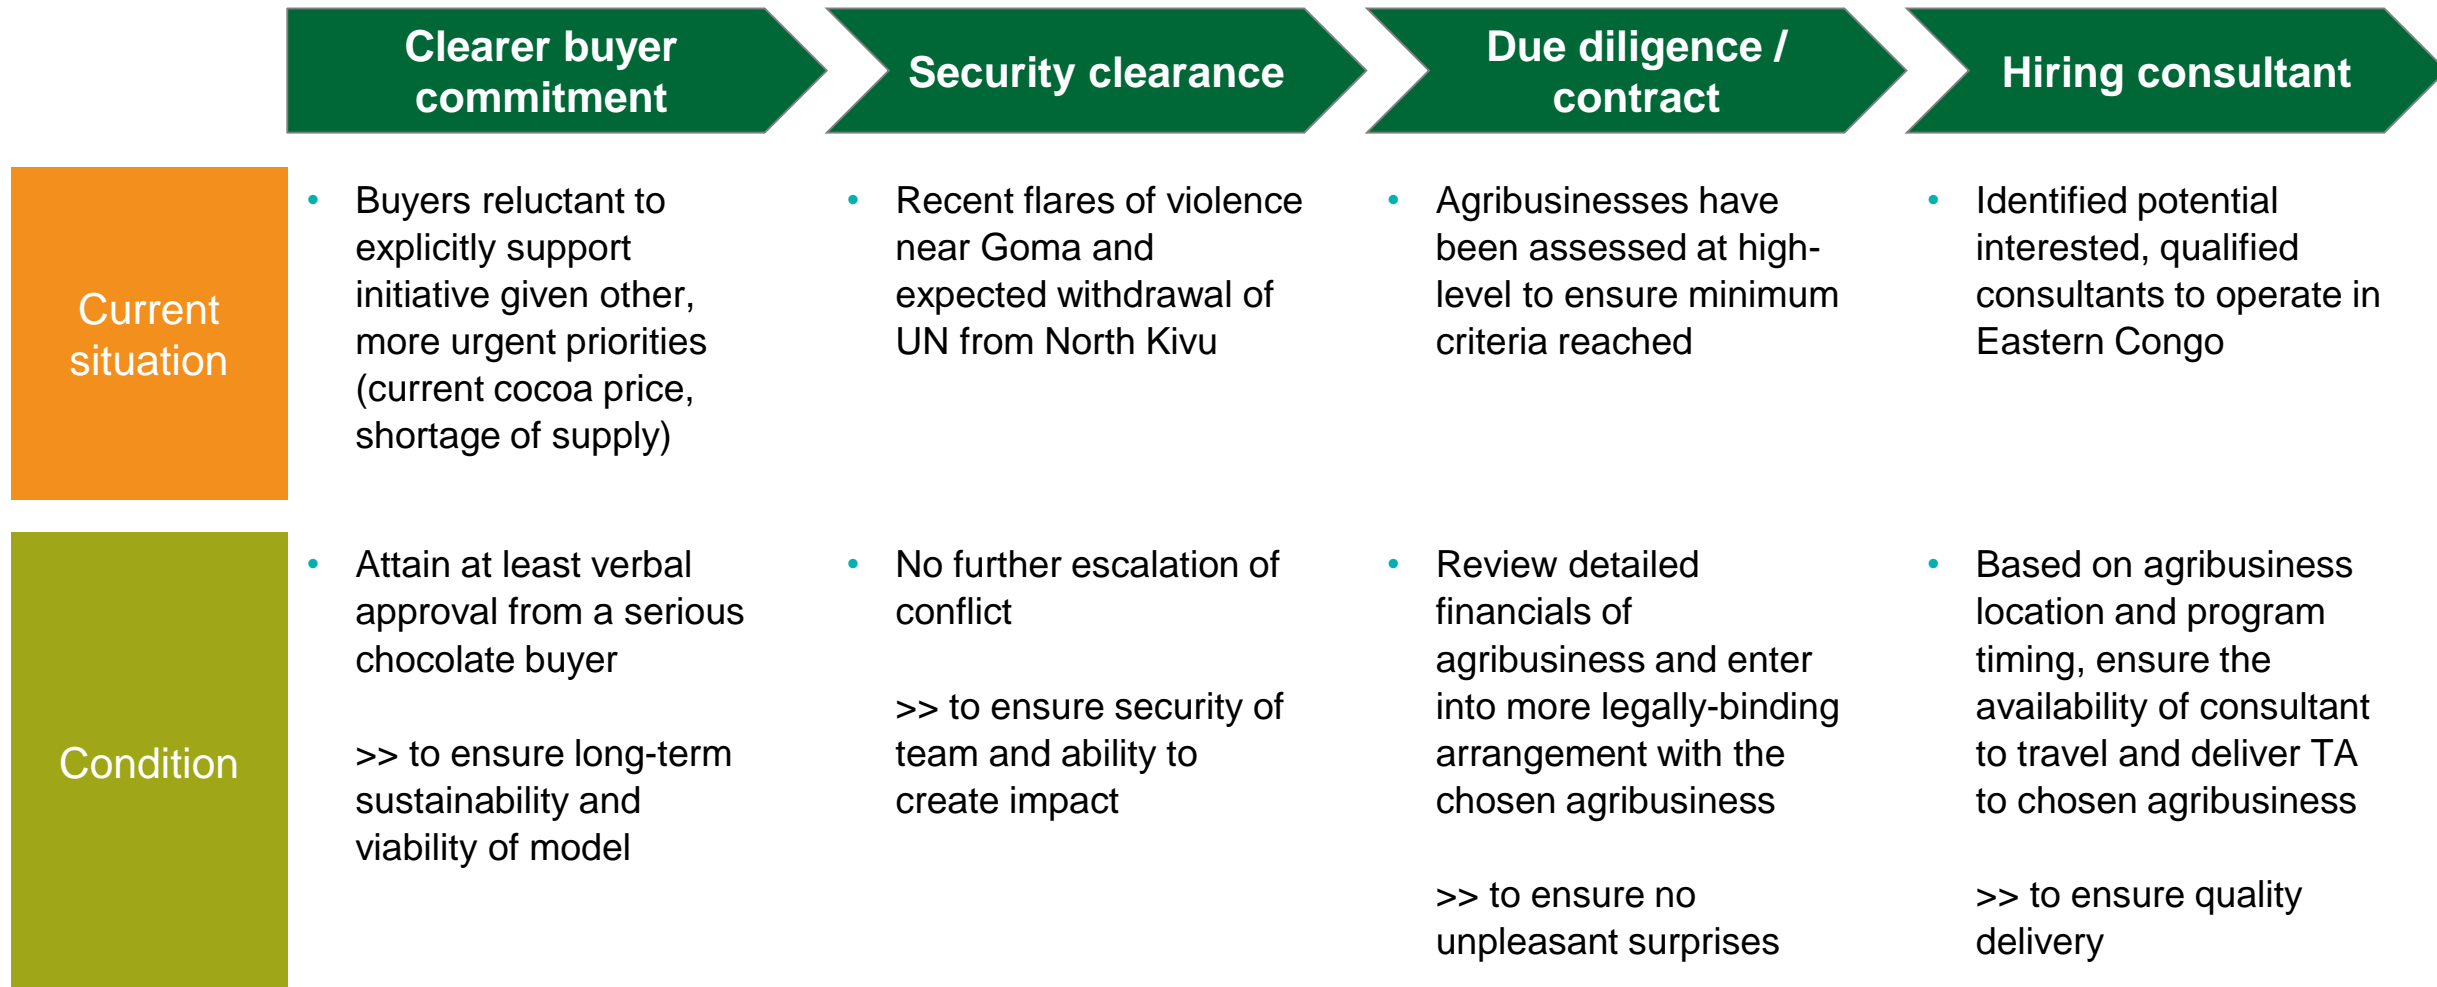 Clearer buyer
commitment
Security clearance
Due diligence /
contract
Hiring consultant
Current
situation
• Buyers reluctant to
explicitly support
initiative given other,
more urgent priorities
(current cocoa price,
shortage of supply)
• Recent flares of violence
near Goma and
expected withdrawal of
UN from North Kivu
• Agribusinesses have
been assessed at high-
level to ensure minimum
criteria reached
• Identified potential
interested, qualified
consultants to operate in
Eastern Congo
Condition
• Attain at least verbal
approval from a serious
chocolate buyer
>> to ensure long-term
sustainability and
viability of model
• No further escalation of
conflict
>> to ensure security of
team and ability to
create impact
• Review detailed
financials of
agribusiness and enter
into more legally-binding
arrangement with the
chosen agribusiness
>> to ensure no
unpleasant surprises
• Based on agribusiness
location and program
timing, ensure the
availability of consultant
to travel and deliver TA
to chosen agribusiness
>> to ensure quality
delivery